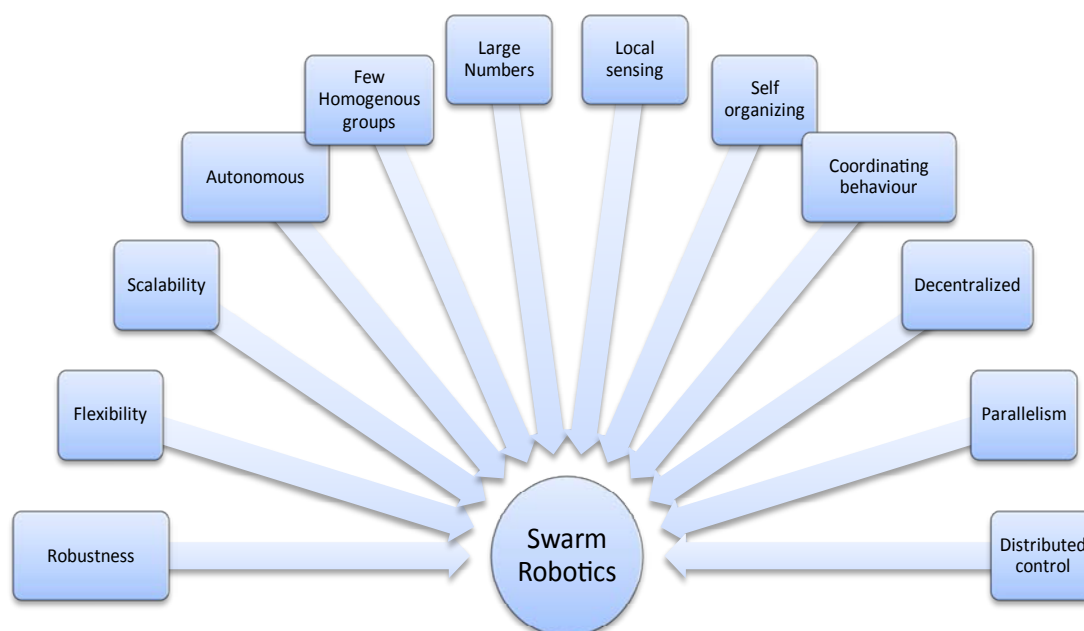 Large
Numbers
Local
sensing
Few
Homogenous
groups
Self
organizing
Autonomous
Coordinating
behaviour
Scalability
Decentralized
Flexibility
Parallelism
Robustness
Swarm
Robotics
Distributed
control